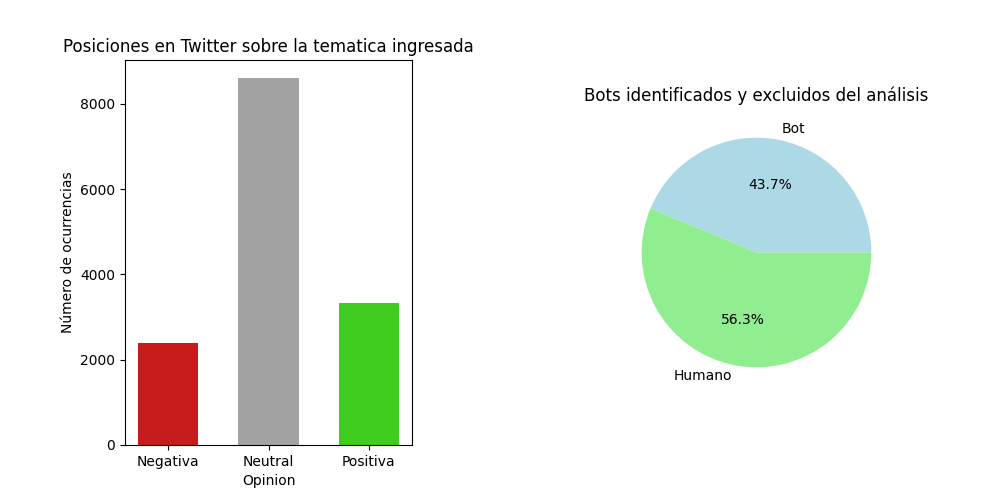 Posiciones en Twitter sobre la tematica ingresada
Número de ocurrencias
8000
6000
4000
2000
0
Negativa
Neutral
Positiva
Opinion
Bots identificados y excluidos del análisis
Bot
43.7%
56.3%
Humano